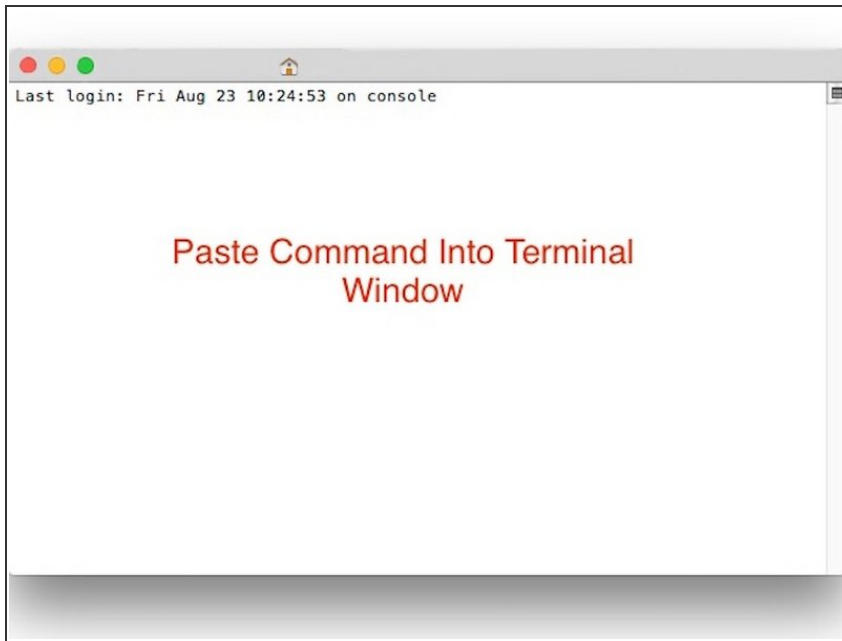 Last login: Fri Aug 23 10:24:53 on console
Paste Command Into Terminal
Window